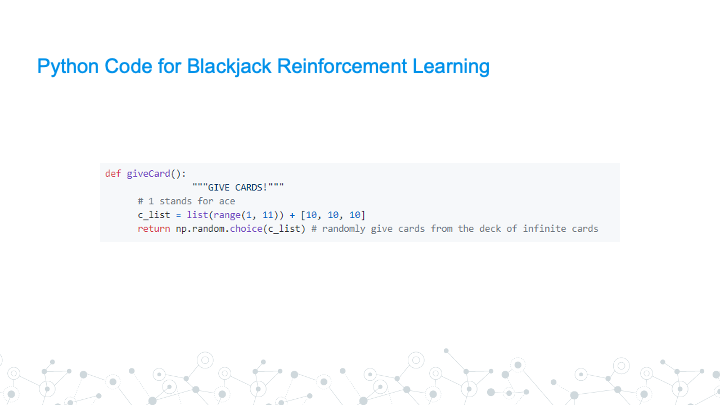 Python Code for Blackjack Reinforcement Learning
def giveCard():
"""GIVE CARDS!"""
# 1 stands for ace
c_list = list(range(1, 11)) + [10, 10, 10]
return np.random.choice(c_list) # randomly give cards from the deck of infinite cards